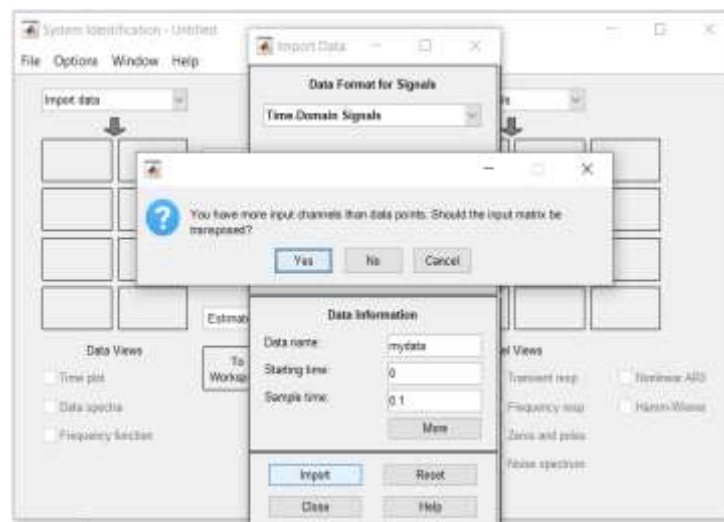 System Identification - Untitled
File Options Window Help
Import data
Import Data
Data Format for Signals
Time-Domain Signals
You have more input channels than data points. Should the input matrix be
transposed?
Yes No Cancel
Data Information
Data name: mydata
Starting time: 0
Sample time: 0.1
More
Import Reset
Close Help
Data Views
Time plot
Data spectra
Frequency function
To
Transient resp
Frequency resp
Zeros and poles
Noise spectrum
Nonlinear ARX
Hamm-Wiener
Views